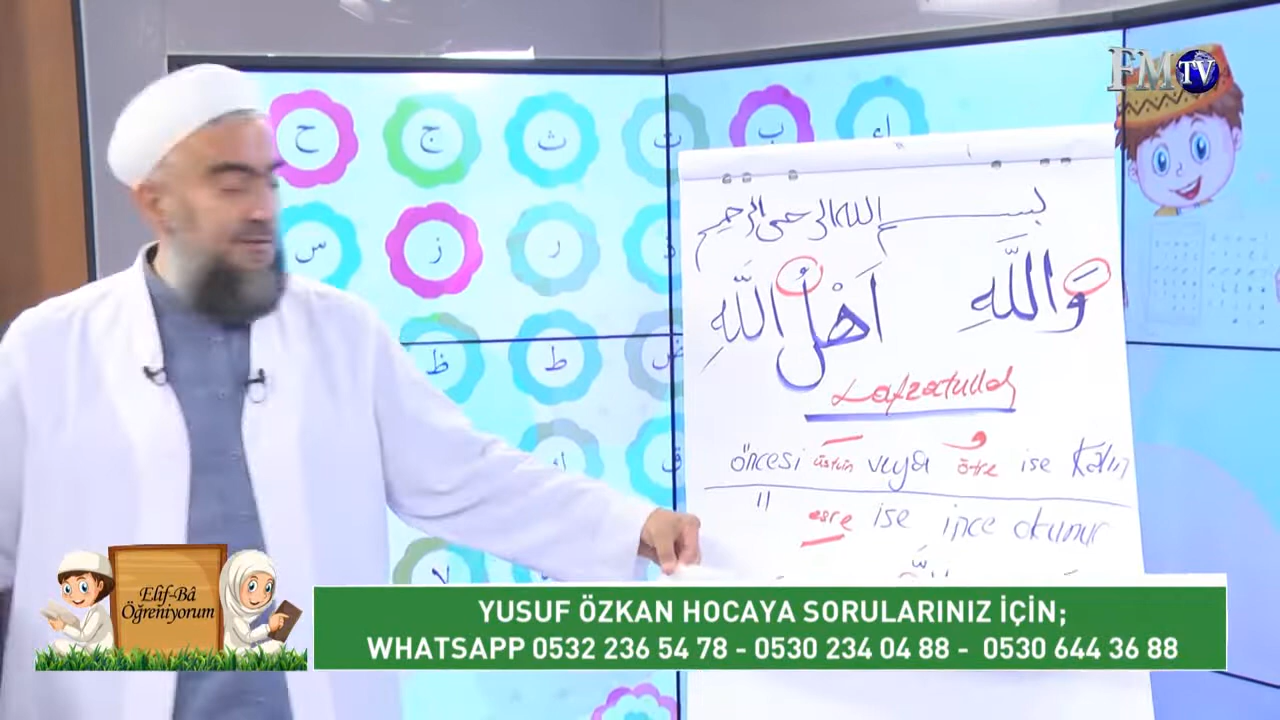 FM TV
ح ج ث ت ب ا
س ز ر
ظ ط ض
ق
لا
بسم الله الرحمن الرحيم
وَاللَّهِ
اَهْلُ اللَّهِ
Lafzatullah
öncesi üstün veya ötre ise Kalın
" esre ise ince okunur
Elif-Bâ
Öğreniyorum
YUSUF ÖZKAN HOCAYA SORULARINIZ İÇİN;
WHATSAPP 0532 236 54 78 - 0530 234 04 88 - 0530 644 36 88